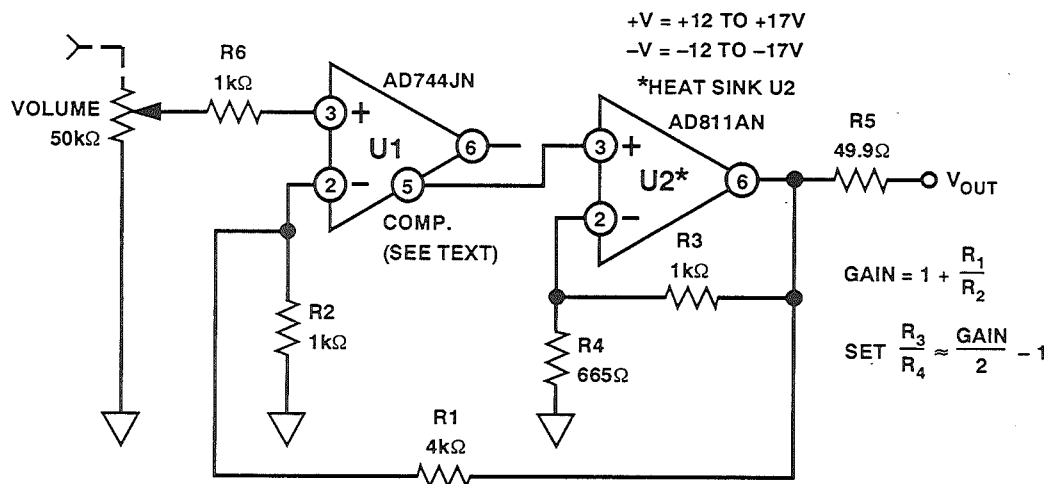 +V = +12 TO +17V
–V = –12 TO –17V
*HEAT SINK U2
R6
1kΩ
AD744JN
AD811AN
VOLUME
50kΩ
3
+
U1
6
2
–
5
COMP.
(SEE TEXT)
3
+
U2*
6
2
–
R5
49.9Ω
VOUT
R3
1kΩ
GAIN = 1 + R1
R2
R2
1kΩ
R4
665Ω
SET R3 ≈ GAIN – 1
R4 2
R1
4kΩ